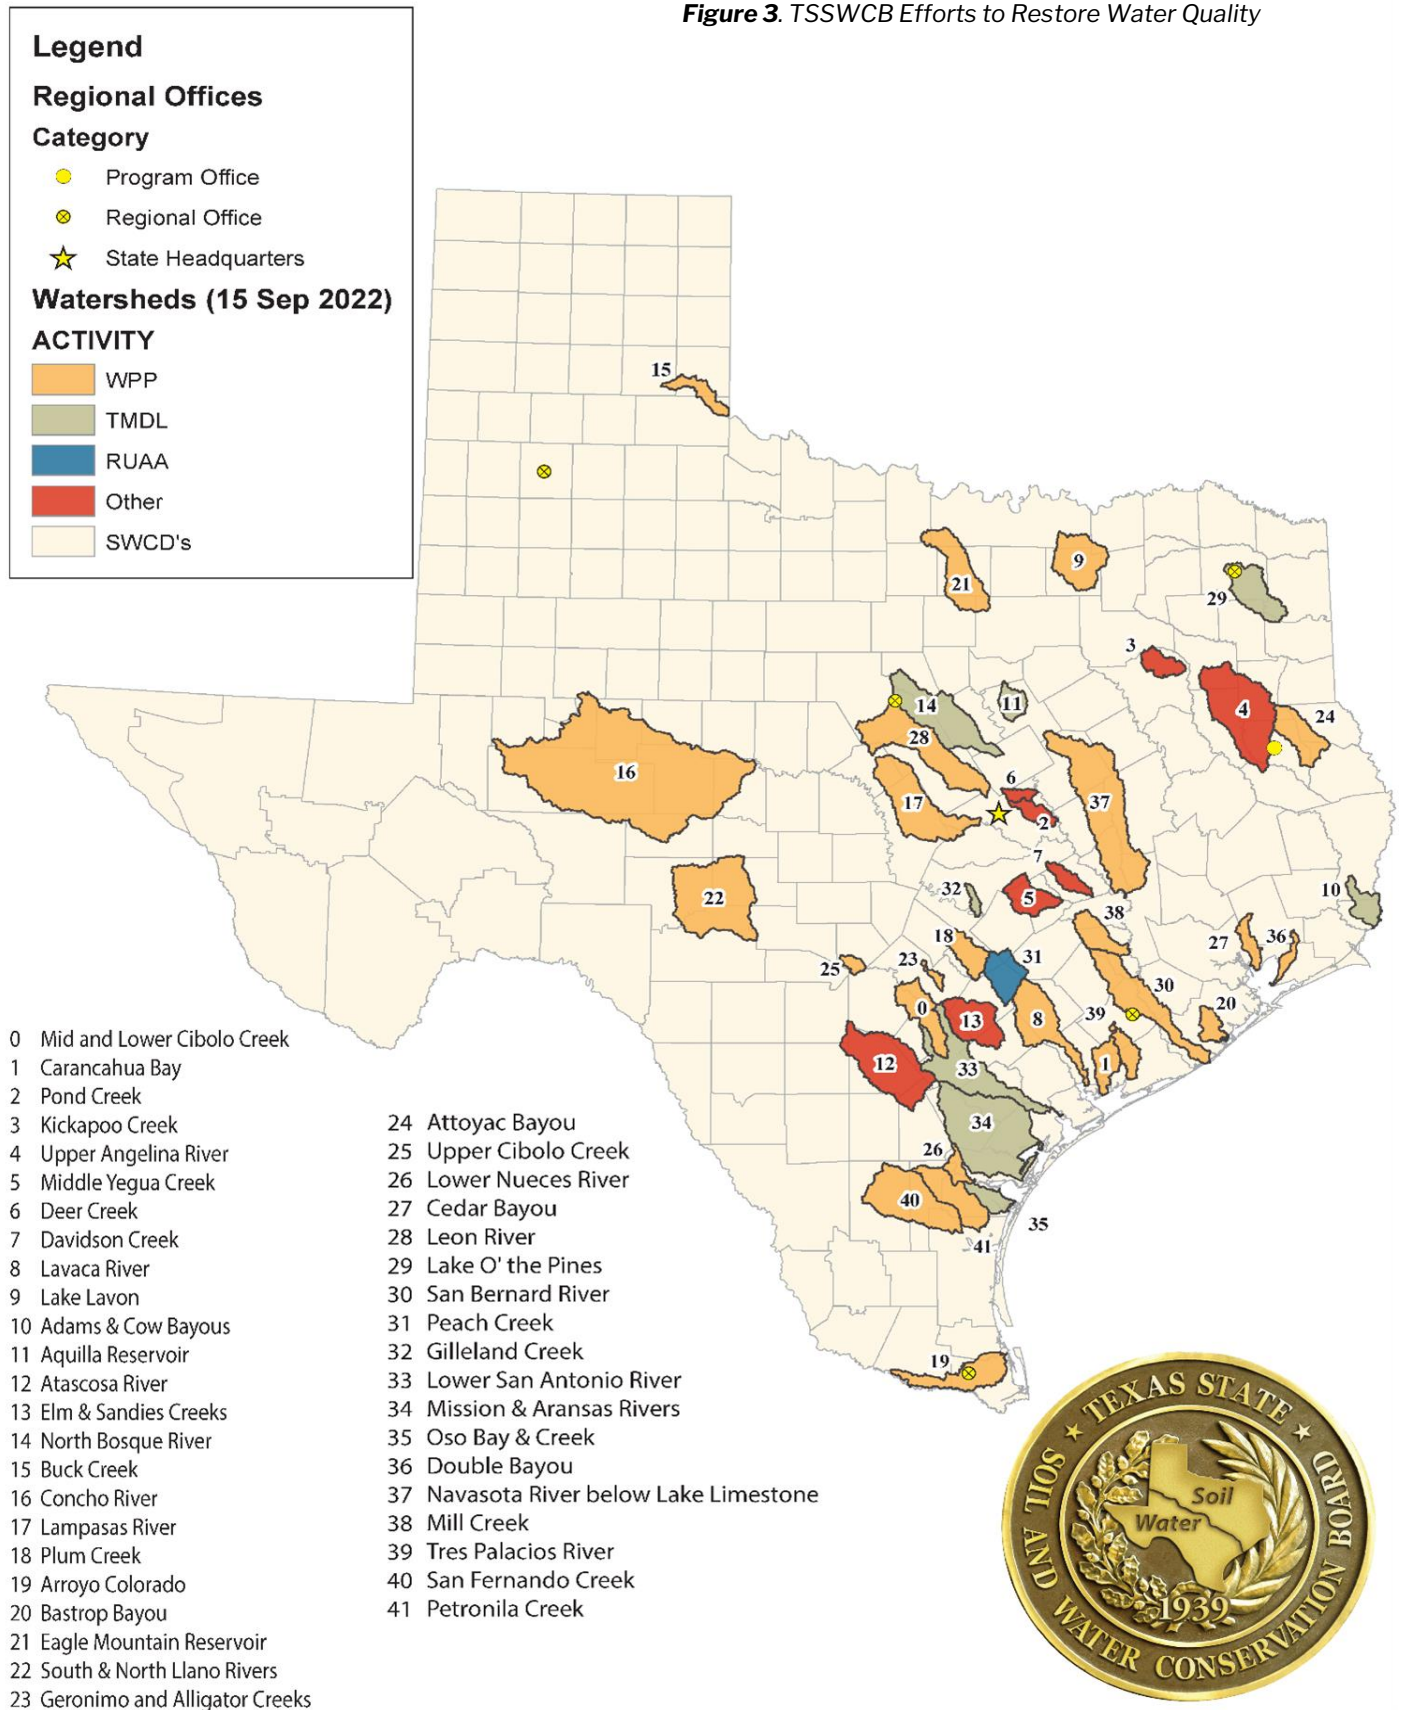 Figure 3. TSSWCB Efforts to Restore Water Quality
Legend
Regional Offices
Category
Program Office
Regional Office
State Headquarters
Watersheds (15 Sep 2022)
ACTIVITY
WPP
TMDL
RUAA
Other
SWCD's
15
9
21
29
3
14
11
4
24
28
16
6
17
37
2
7
32
5
10
22
38
18
27
36
31
25
23
30
0
20
13
8
39
12
33
1
34
26
40
35
41
19
0 Mid and Lower Cibolo Creek
1 Carancahua Bay
2 Pond Creek
3 Kickapoo Creek
4 Upper Angelina River
5 Middle Yegua Creek
6 Deer Creek
7 Davidson Creek
8 Lavaca River
9 Lake Lavon
10 Adams & Cow Bayous
11 Aquilla Reservoir
12 Atascosa River
13 Elm & Sandies Creeks
14 North Bosque River
15 Buck Creek
16 Concho River
17 Lampasas River
18 Plum Creek
19 Arroyo Colorado
20 Bastrop Bayou
21 Eagle Mountain Reservoir
22 South & North Llano Rivers
23 Geronimo and Alligator Creeks
24 Attoyac Bayou
25 Upper Cibolo Creek
26 Lower Nueces River
27 Cedar Bayou
28 Leon River
29 Lake O' the Pines
30 San Bernard River
31 Peach Creek
32 Gilleland Creek
33 Lower San Antonio River
34 Mission & Aransas Rivers
35 Oso Bay & Creek
36 Double Bayou
37 Navasota River below Lake Limestone
38 Mill Creek
39 Tres Palacios River
40 San Fernando Creek
41 Petronila Creek
TEXAS STATE
SOIL AND WATER CONSERVATION BOARD
Soil
Water
1939